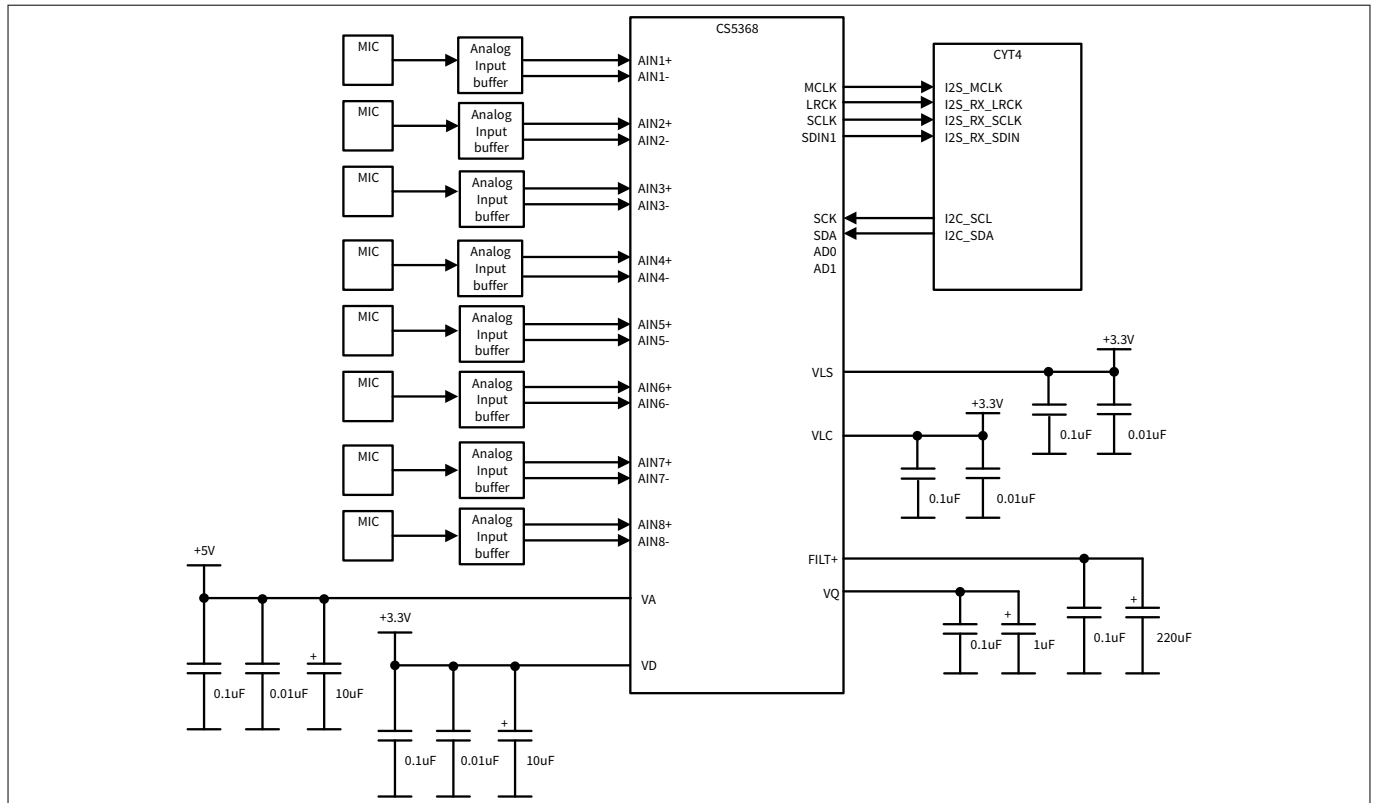 CS5368
CYT4
MIC
Analog
Input
buffer
AIN1+
AIN1-
MIC
Analog
Input
buffer
AIN2+
AIN2-
MIC
Analog
Input
buffer
AIN3+
AIN3-
MIC
Analog
Input
buffer
AIN4+
AIN4-
MIC
Analog
Input
buffer
AIN5+
AIN5-
MIC
Analog
Input
buffer
AIN6+
AIN6-
MIC
Analog
Input
buffer
AIN7+
AIN7-
MIC
Analog
Input
buffer
AIN8+
AIN8-
MCLK
I2S_MCLK
LRCK
I2S_RX_LRCK
SCLK
I2S_RX_SCLK
SDIN1
I2S_RX_SDIN
SCK
I2C_SCL
SDA
I2C_SDA
AD0
AD1
+3.3V
VLS
0.1uF
0.01uF
+3.3V
VLC
0.1uF
0.01uF
FILT+
+
0.1uF
220uF
VQ
+
0.1uF
1uF
+5V
VA
+
0.1uF
0.01uF
10uF
+3.3V
VD
+
0.1uF
0.01uF
10uF